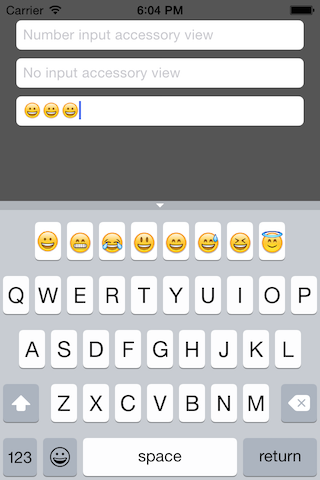 Carrier 6:04 PM
Number input accessory view
No input accessory view
😀😁😀
😀😁😂😃😄😅😆😇
Q W E R T Y U I O P
A S D F G H J K L
Z X C V B N M
123 space return